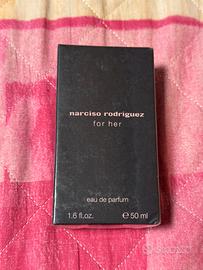 narciso rodriguez
for her
eau de parfum
1.6 fl.oz. ℮ 50 ml